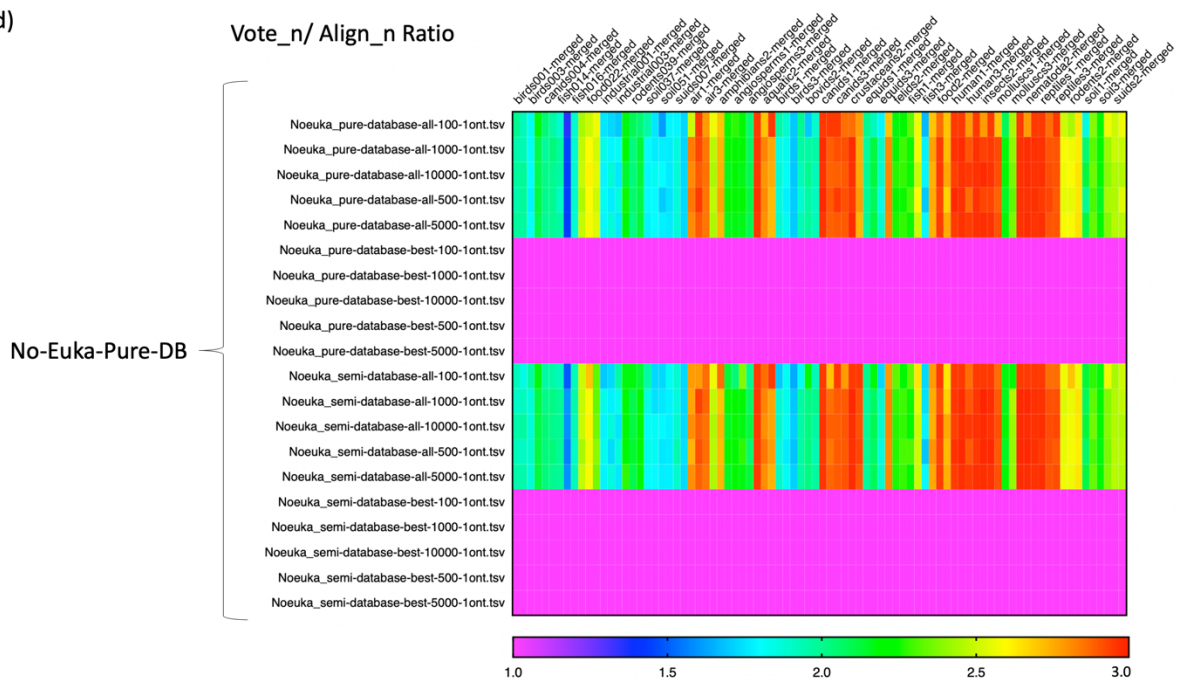 d)
Vote_n/ Align_n Ratio
birds001-merged
birds003-merged
canids004-merged
fish014-merged
fish016-merged
food022-merged
industrial001-merged
rodents039-merged
soil037-merged
soil051-merged
suids007-merged
air1-merged
air3-merged
amphibians2-merged
angiosperms1-merged
angiosperms3-merged
aquatic2-merged
birds1-merged
birds3-merged
bovids2-merged
canids1-merged
canids3-merged
crustaceans2-merged
equids1-merged
equids3-merged
felids2-merged
fish1-merged
fish3-merged
food2-merged
human1-merged
human3-merged
insects2-merged
molluscs1-merged
molluscs3-merged
nematoda2-merged
reptiles1-merged
reptiles3-merged
rodents2-merged
soil1-merged
soil3-merged
suids2-merged
Noeuka_pure-database-all-100-1ont.tsv
Noeuka_pure-database-all-1000-1ont.tsv
Noeuka_pure-database-all-10000-1ont.tsv
Noeuka_pure-database-all-500-1ont.tsv
Noeuka_pure-database-all-5000-1ont.tsv
Noeuka_pure-database-best-100-1ont.tsv
Noeuka_pure-database-best-1000-1ont.tsv
Noeuka_pure-database-best-10000-1ont.tsv
Noeuka_pure-database-best-500-1ont.tsv
No-Euka-Pure-DB
Noeuka_pure-database-best-5000-1ont.tsv
Noeuka_semi-database-all-100-1ont.tsv
Noeuka_semi-database-all-1000-1ont.tsv
Noeuka_semi-database-all-10000-1ont.tsv
Noeuka_semi-database-all-500-1ont.tsv
Noeuka_semi-database-all-5000-1ont.tsv
Noeuka_semi-database-best-100-1ont.tsv
Noeuka_semi-database-best-1000-1ont.tsv
Noeuka_semi-database-best-10000-1ont.tsv
Noeuka_semi-database-best-500-1ont.tsv
Noeuka_semi-database-best-5000-1ont.tsv
1.0 1.5 2.0 2.5 3.0